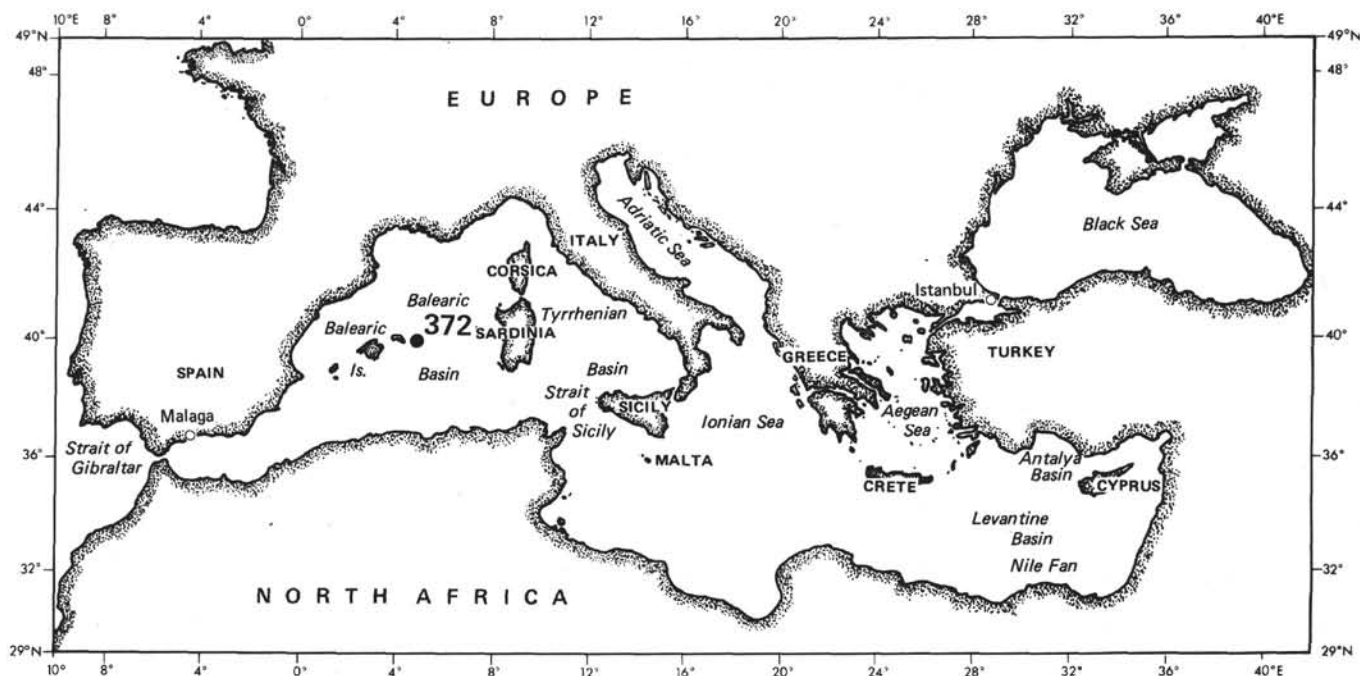 10°E 8° 4° 0° 4° 8° 12° 16° 20° 24° 28° 32° 36° 40°E
49°N 49°N
48° 48°
EUROPE
44° 44°
Adriatic Sea
ITALY
Black Sea
CORSICA
Istanbul
Balearic
Balearic 372 SARDINIA Tyrrhenian
40° 40°
GREECE TURKEY
SPAIN Is. Basin Basin
Strait of Sicily
SICILY
Malaga
Ionian Sea
Aegean Sea
Strait of Gibraltar
36° 36°
MALTA
Antalya Basin
CRETE CYPRUS
Levantine Basin
32° 32°
Nile Fan
NORTH AFRICA
29°N 29°N
10° 8° 4° 0° 4° 8° 12° 16° 20° 24° 28° 32° 36° 40°E